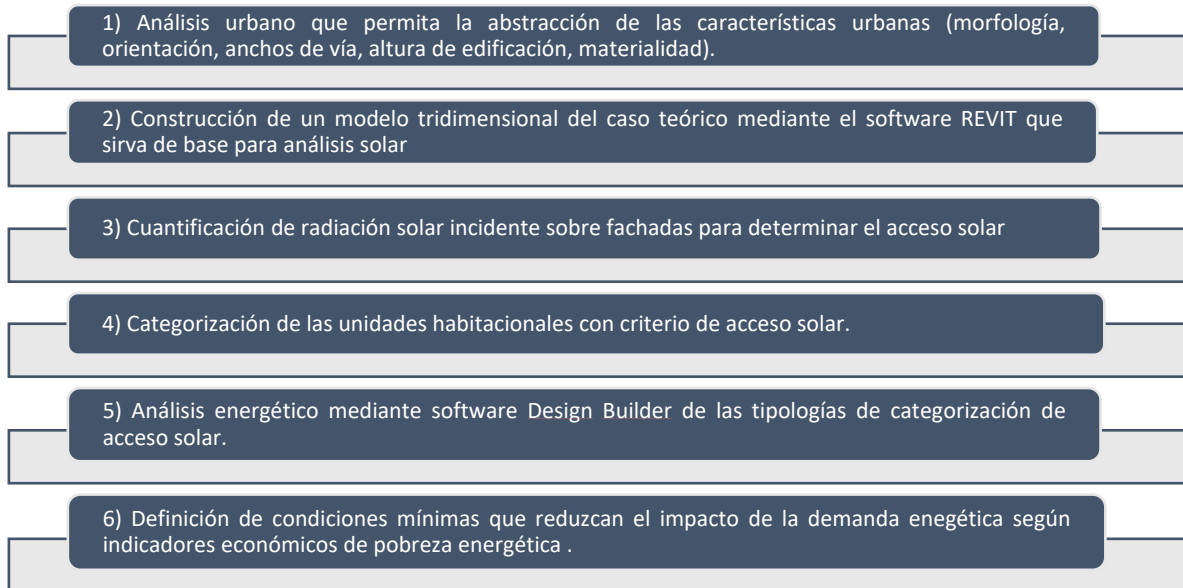 1) Análisis urbano que permita la abstracción de las características urbanas (morfología,
orientación, anchos de vía, altura de edificación, materialidad).
2) Construcción de un modelo tridimensional del caso teórico mediante el software REVIT que
sirva de base para análisis solar
3) Cuantificación de radiación solar incidente sobre fachadas para determinar el acceso solar
4) Categorización de las unidades habitacionales con criterio de acceso solar.
5) Análisis energético mediante software Design Builder de las tipologías de categorización de
acceso solar.
6) Definición de condiciones mínimas que reduzcan el impacto de la demanda enegética según
indicadores económicos de pobreza energética .